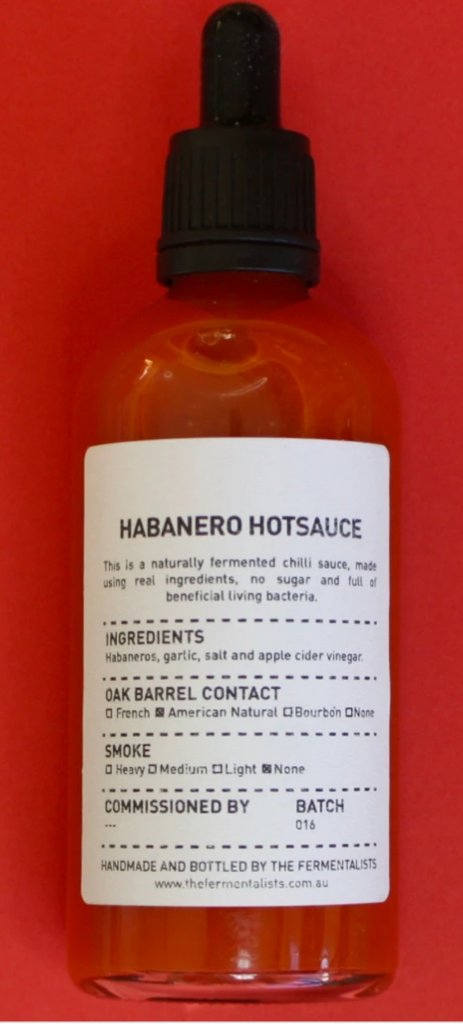 HABANERO HOTSAUCE
This is a naturally fermented chilli sauce, made
using real ingredients, no sugar and full of
beneficial living bacteria.
INGREDIENTS
Habaneros, garlic, salt and apple cider vinegar.
OAK BARREL CONTACT
☐ French ☒ American Natural ☐ Bourbon ☐ None
SMOKE
☐ Heavy ☐ Medium ☐ Light ☒ None
COMMISSIONED BY BATCH
--- 016
HANDMADE AND BOTTLED BY THE FERMENTALISTS
www.thefermentalists.com.au